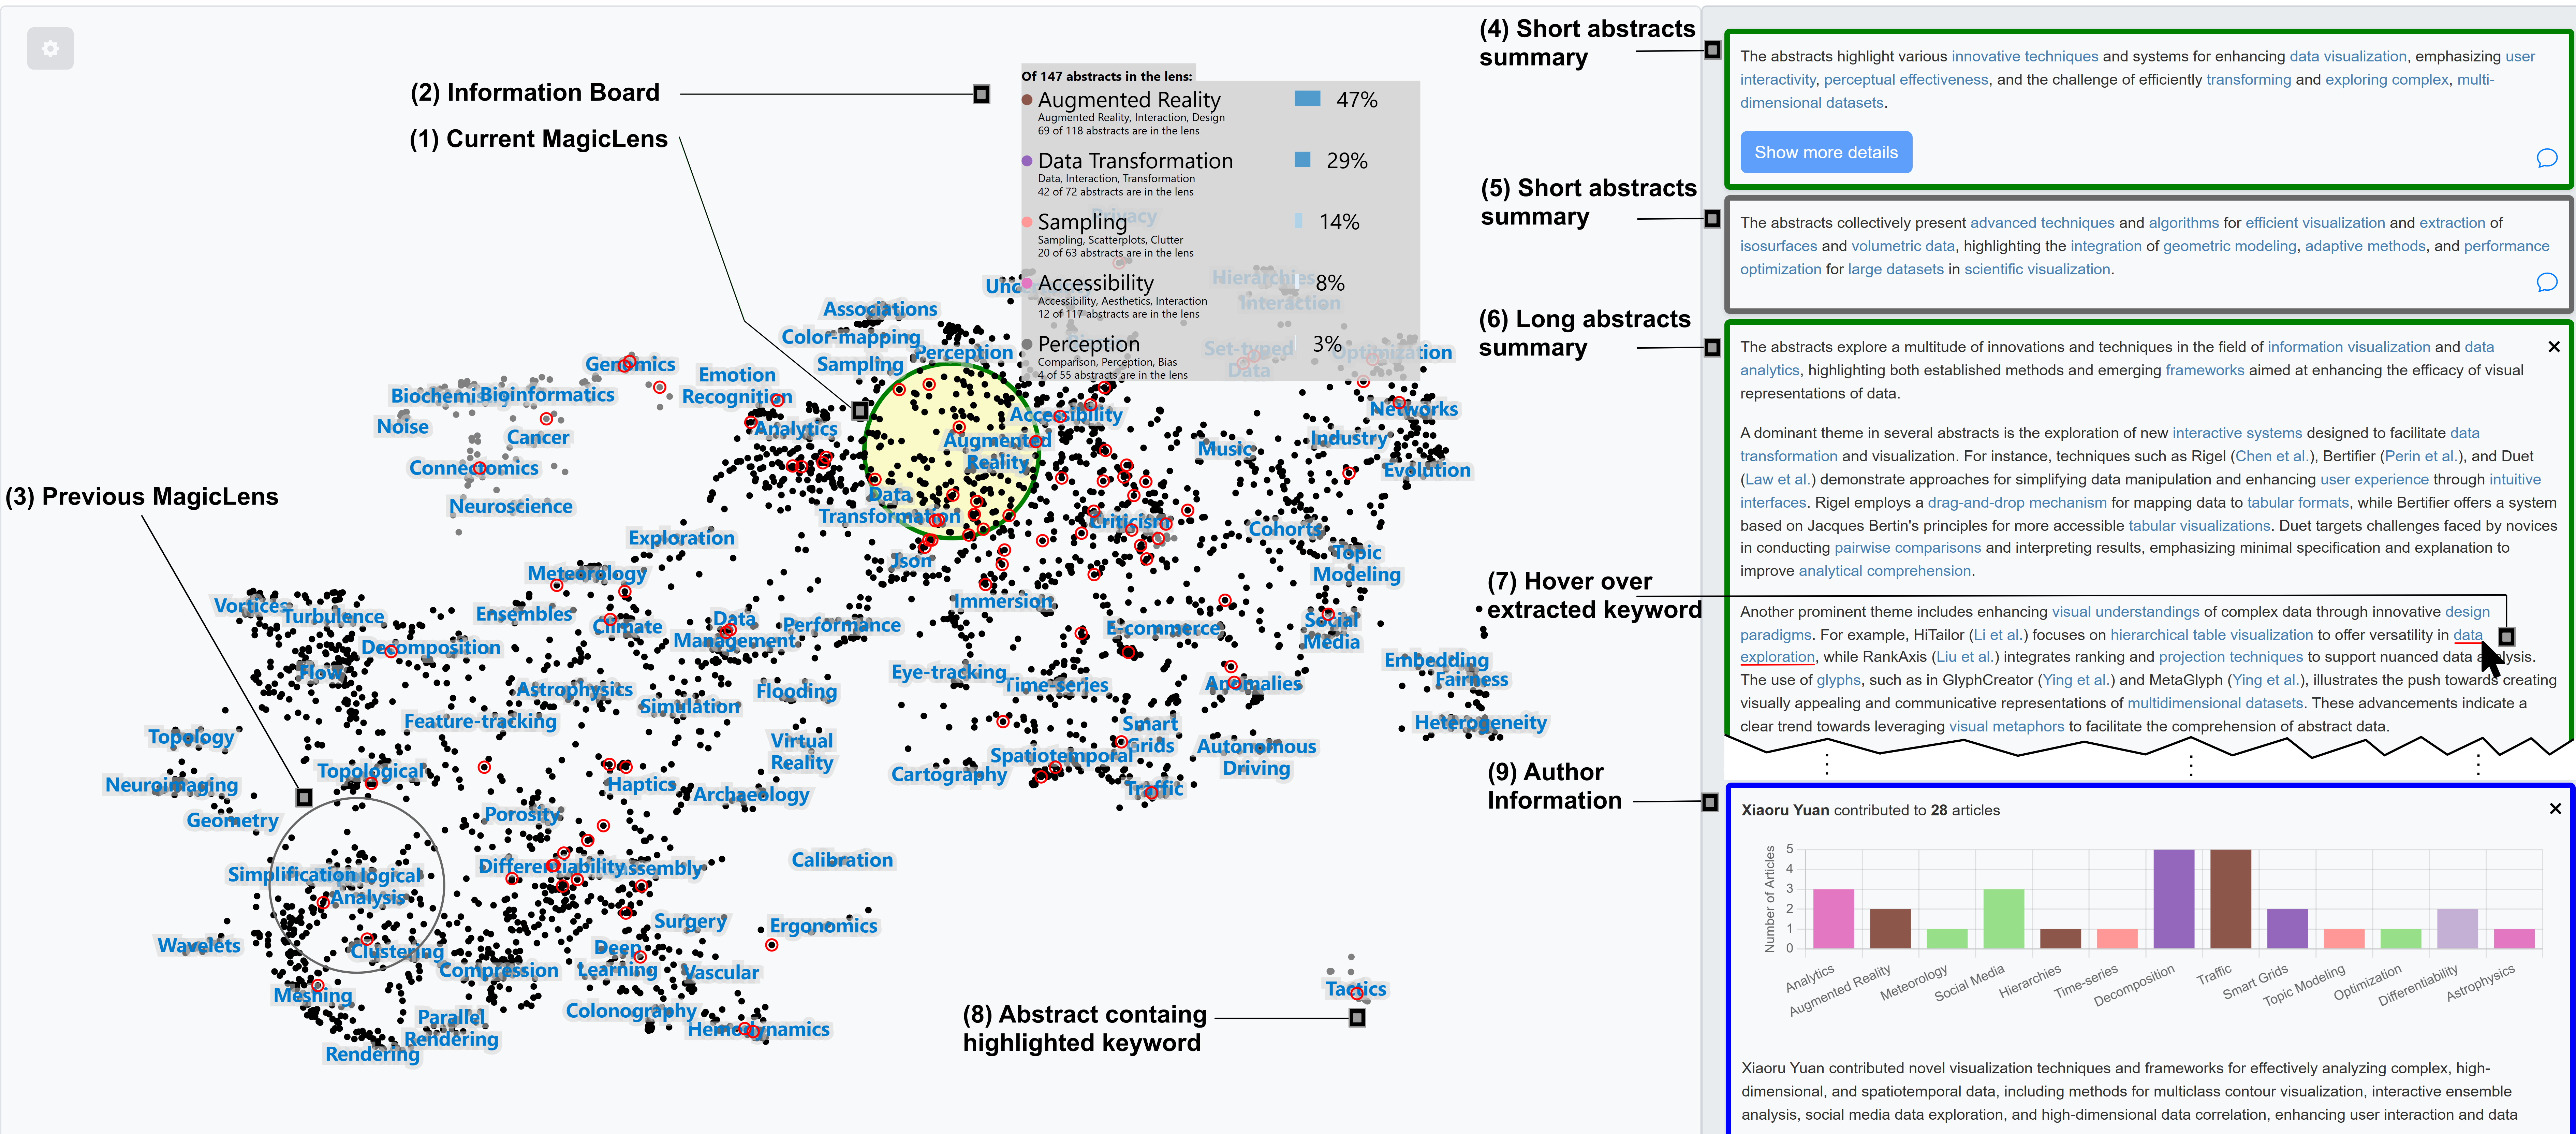 (4) Short abstracts
summary
(2) Information Board
(1) Current MagicLens
(3) Previous MagicLens
Of 147 abstracts in the lens:
Augmented Reality 47%
Augmented Reality, Interaction, Design
69 of 118 abstracts are in the lens
Data Transformation 29%
Data, Interaction, Transformation
42 of 72 abstracts are in the lens
Privacy
Sampling 14%
Sampling, Scatterplots, Clutter
20 of 63 abstracts are in the lens
Hierarchies
Accessibility 8%
Interaction
Accessibility, Aesthetics, Interaction
12 of 117 abstracts are in the lens
Perception 3%
Set-typed
Data
Optimization
Comparison, Perception, Bias
4 of 55 abstracts are in the lens
Associations
Color-mapping
Sampling
Perception
Genomics
Emotion
Recognition
Bioinformatics
Noise
Cancer
Analytics
Accessibility
Augmented
Reality
Networks
Music
Industry
Evolution
Connectomics
Neuroscience
Data
Transformation
Criticism
Cohorts
Exploration
Json
Topic
Modeling
Meteorology
Immersion
Vortices
Turbulence
Ensembles
Climate
Data
Management
Performance
E-commerce
Social
Media
Decomposition
Flow
Eye-tracking
Time-series
Anomalies
Embedding
Fairness
Astrophysics
Simulation
Flooding
Feature-tracking
Heterogeneity
Topology
Virtual
Reality
Smart
Grids
Spatiotemporal
Autonomous
Driving
Neuroimaging
Topological
Haptics
Archaeology
Cartography
Traffic
Geometry
Porosity
Simplification
logical
Analysis
Differentiability
ssembly
Calibration
Wavelets
Clustering
Surgery
Ergonomics
Compression
Deep
Learning
Vascular
Meshing
Tactics
Parallel
Rendering
Colonography
Hemodynamics
Rendering
(8) Abstract containg
highlighted keyword
(5) Short abstracts
summary
(6) Long abstracts
summary
(7) Hover over
extracted keyword
(9) Author
Information
The abstracts highlight various innovative techniques and systems for enhancing data visualization, emphasizing user
interactivity, perceptual effectiveness, and the challenge of efficiently transforming and exploring complex, multi-
dimensional datasets.
Show more details
The abstracts collectively present advanced techniques and algorithms for efficient visualization and extraction of
isosurfaces and volumetric data, highlighting the integration of geometric modeling, adaptive methods, and performance
optimization for large datasets in scientific visualization.
The abstracts explore a multitude of innovations and techniques in the field of information visualization and data
analytics, highlighting both established methods and emerging frameworks aimed at enhancing the efficacy of visual
representations of data.
A dominant theme in several abstracts is the exploration of new interactive systems designed to facilitate data
transformation and visualization. For instance, techniques such as Rigel (Chen et al.), Bertifier (Perin et al.), and Duet
(Law et al.) demonstrate approaches for simplifying data manipulation and enhancing user experience through intuitive
interfaces. Rigel employs a drag-and-drop mechanism for mapping data to tabular formats, while Bertifier offers a system
based on Jacques Bertin's principles for more accessible tabular visualizations. Duet targets challenges faced by novices
in conducting pairwise comparisons and interpreting results, emphasizing minimal specification and explanation to
improve analytical comprehension.
Another prominent theme includes enhancing visual understandings of complex data through innovative design
paradigms. For example, HiTailor (Li et al.) focuses on hierarchical table visualization to offer versatility in data
exploration, while RankAxis (Liu et al.) integrates ranking and projection techniques to support nuanced data analysis.
The use of glyphs, such as in GlyphCreator (Ying et al.) and MetaGlyph (Ying et al.), illustrates the push towards creating
visually appealing and communicative representations of multidimensional datasets. These advancements indicate a
clear trend towards leveraging visual metaphors to facilitate the comprehension of abstract data.
Xiaoru Yuan contributed to 28 articles
Number of Articles
5
4
3
2
1
0
Analytics
Augmented Reality
Meteorology
Social Media
Hierarchies
Time-series
Decomposition
Traffic
Smart Grids
Topic Modeling
Optimization
Differentiability
Astrophysics
Xiaoru Yuan contributed novel visualization techniques and frameworks for effectively analyzing complex, high-
dimensional, and spatiotemporal data, including methods for multiclass contour visualization, interactive ensemble
analysis, social media data exploration, and high-dimensional data correlation, enhancing user interaction and data